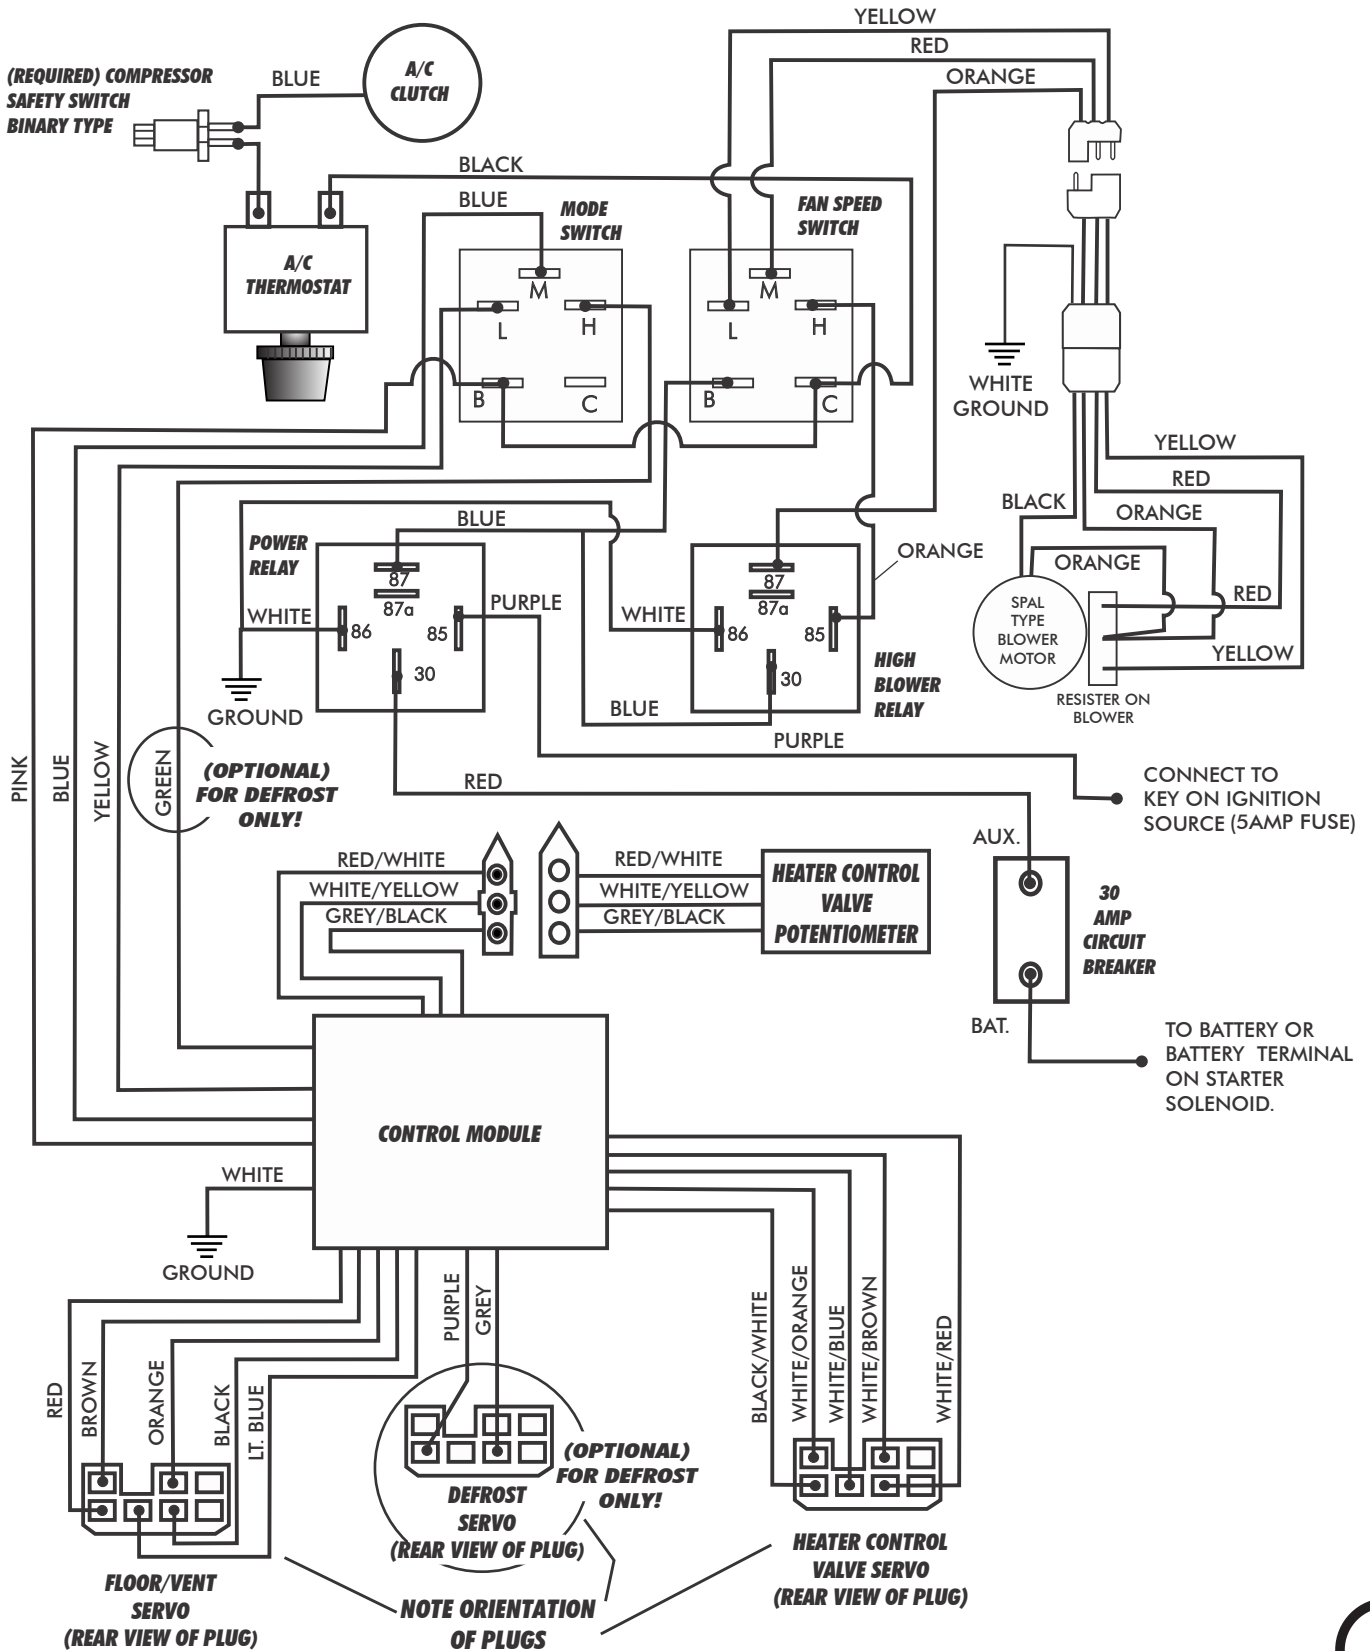 YELLOW
RED
ORANGE
(REQUIRED) COMPRESSOR
SAFETY SWITCH
BINARY TYPE
BLUE
A/C
CLUTCH
BLACK
BLUE
MODE
SWITCH
FAN SPEED
SWITCH
A/C
THERMOSTAT
M
L
H
B
C
M
L
H
B
C
WHITE
GROUND
YELLOW
RED
BLACK
ORANGE
ORANGE
RED
YELLOW
SPAL
TYPE
BLOWER
MOTOR
RESISTER ON
BLOWER
BLUE
POWER
RELAY
87
87a
86
85
30
WHITE
PURPLE
GROUND
WHITE
87
87a
86
85
30
ORANGE
HIGH
BLOWER
RELAY
BLUE
PURPLE
RED
CONNECT TO
KEY ON IGNITION
SOURCE (5AMP FUSE)
PINK
BLUE
YELLOW
GREEN
(OPTIONAL)
FOR DEFROST
ONLY!
AUX.
30
AMP
CIRCUIT
BREAKER
BAT.
TO BATTERY OR
BATTERY TERMINAL
ON STARTER
SOLENOID.
RED/WHITE
WHITE/YELLOW
GREY/BLACK
RED/WHITE
WHITE/YELLOW
GREY/BLACK
HEATER CONTROL
VALVE
POTENTIOMETER
CONTROL MODULE
WHITE
GROUND
RED
BROWN
ORANGE
BLACK
LT. BLUE
PURPLE
GREY
BLACK/WHITE
WHITE/ORANGE
WHITE/BLUE
WHITE/BROWN
WHITE/RED
(OPTIONAL)
FOR DEFROST
ONLY!
DEFROST
SERVO
(REAR VIEW OF PLUG)
FLOOR/VENT
SERVO
(REAR VIEW OF PLUG)
HEATER CONTROL
VALVE SERVO
(REAR VIEW OF PLUG)
NOTE ORIENTATION
OF PLUGS